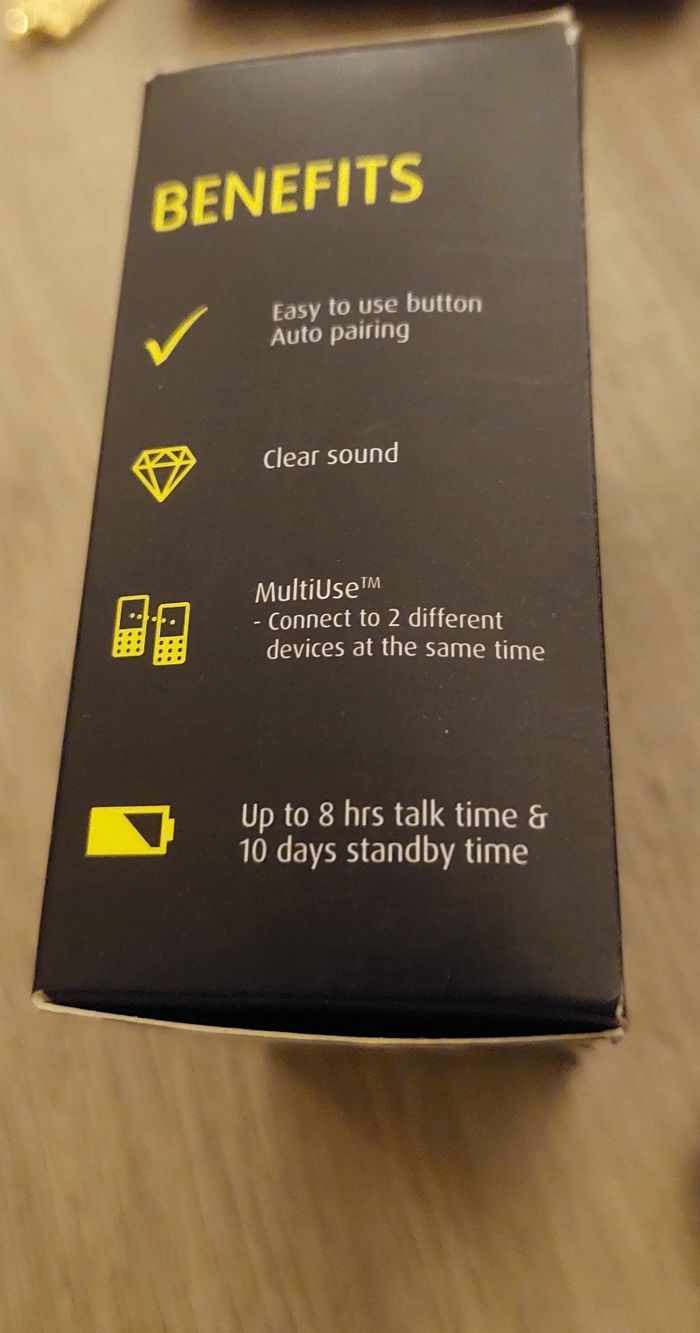 BENEFITS
Easy to use button
Auto pairing
Clear sound
MultiUse™
- Connect to 2 different
devices at the same time
Up to 8 hrs talk time &
10 days standby time